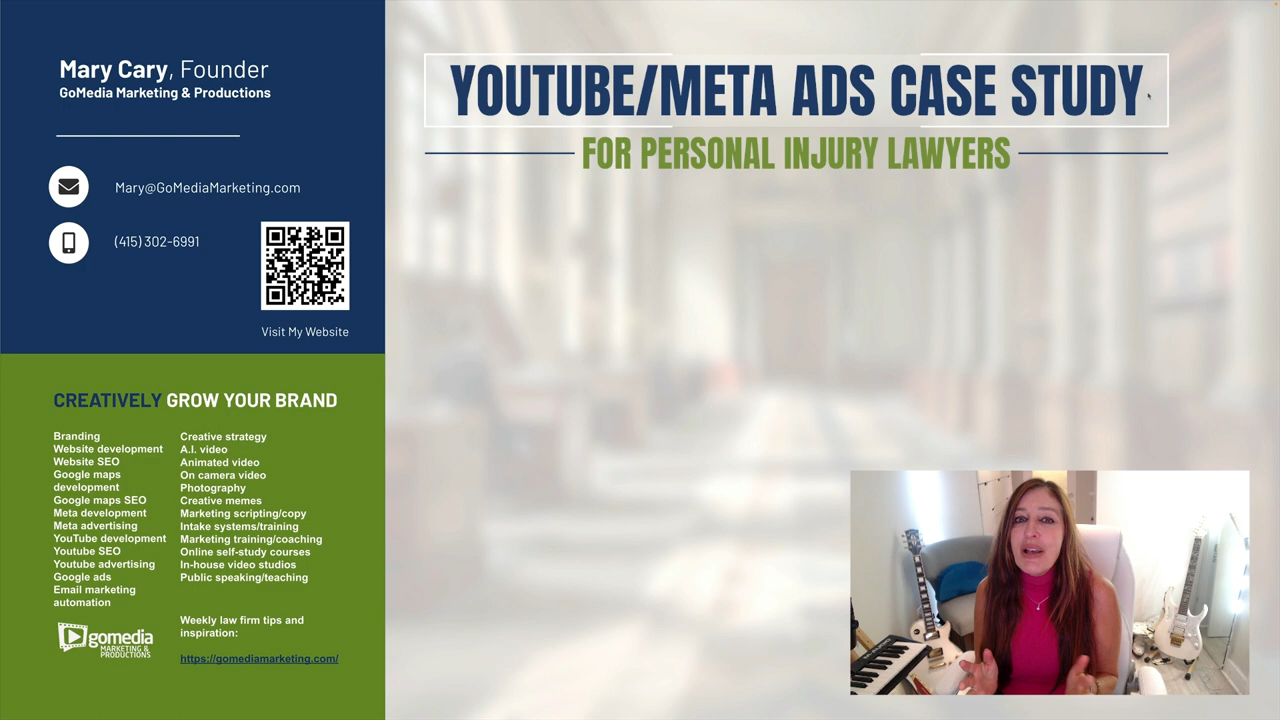 Mary Cary, Founder
GoMedia Marketing & Productions
Mary@GoMediaMarketing.com
(415) 302-6991
Visit My Website
CREATIVELY GROW YOUR BRAND
Branding
Website development
Website SEO
Google maps
development
Google maps SEO
Meta development
Meta advertising
YouTube development
Youtube SEO
Youtube advertising
Google ads
Email marketing
automation
Creative strategy
A.I. video
Animated video
On camera video
Photography
Creative memes
Marketing scripting/copy
Intake systems/training
Marketing training/coaching
Online self-study courses
In-house video studios
Public speaking/teaching
gomedia
MARKETING &
PRODUCTIONS
Weekly law firm tips and
inspiration:
https://gomediamarketing.com/
YOUTUBE/META ADS CASE STUDY
FOR PERSONAL INJURY LAWYERS